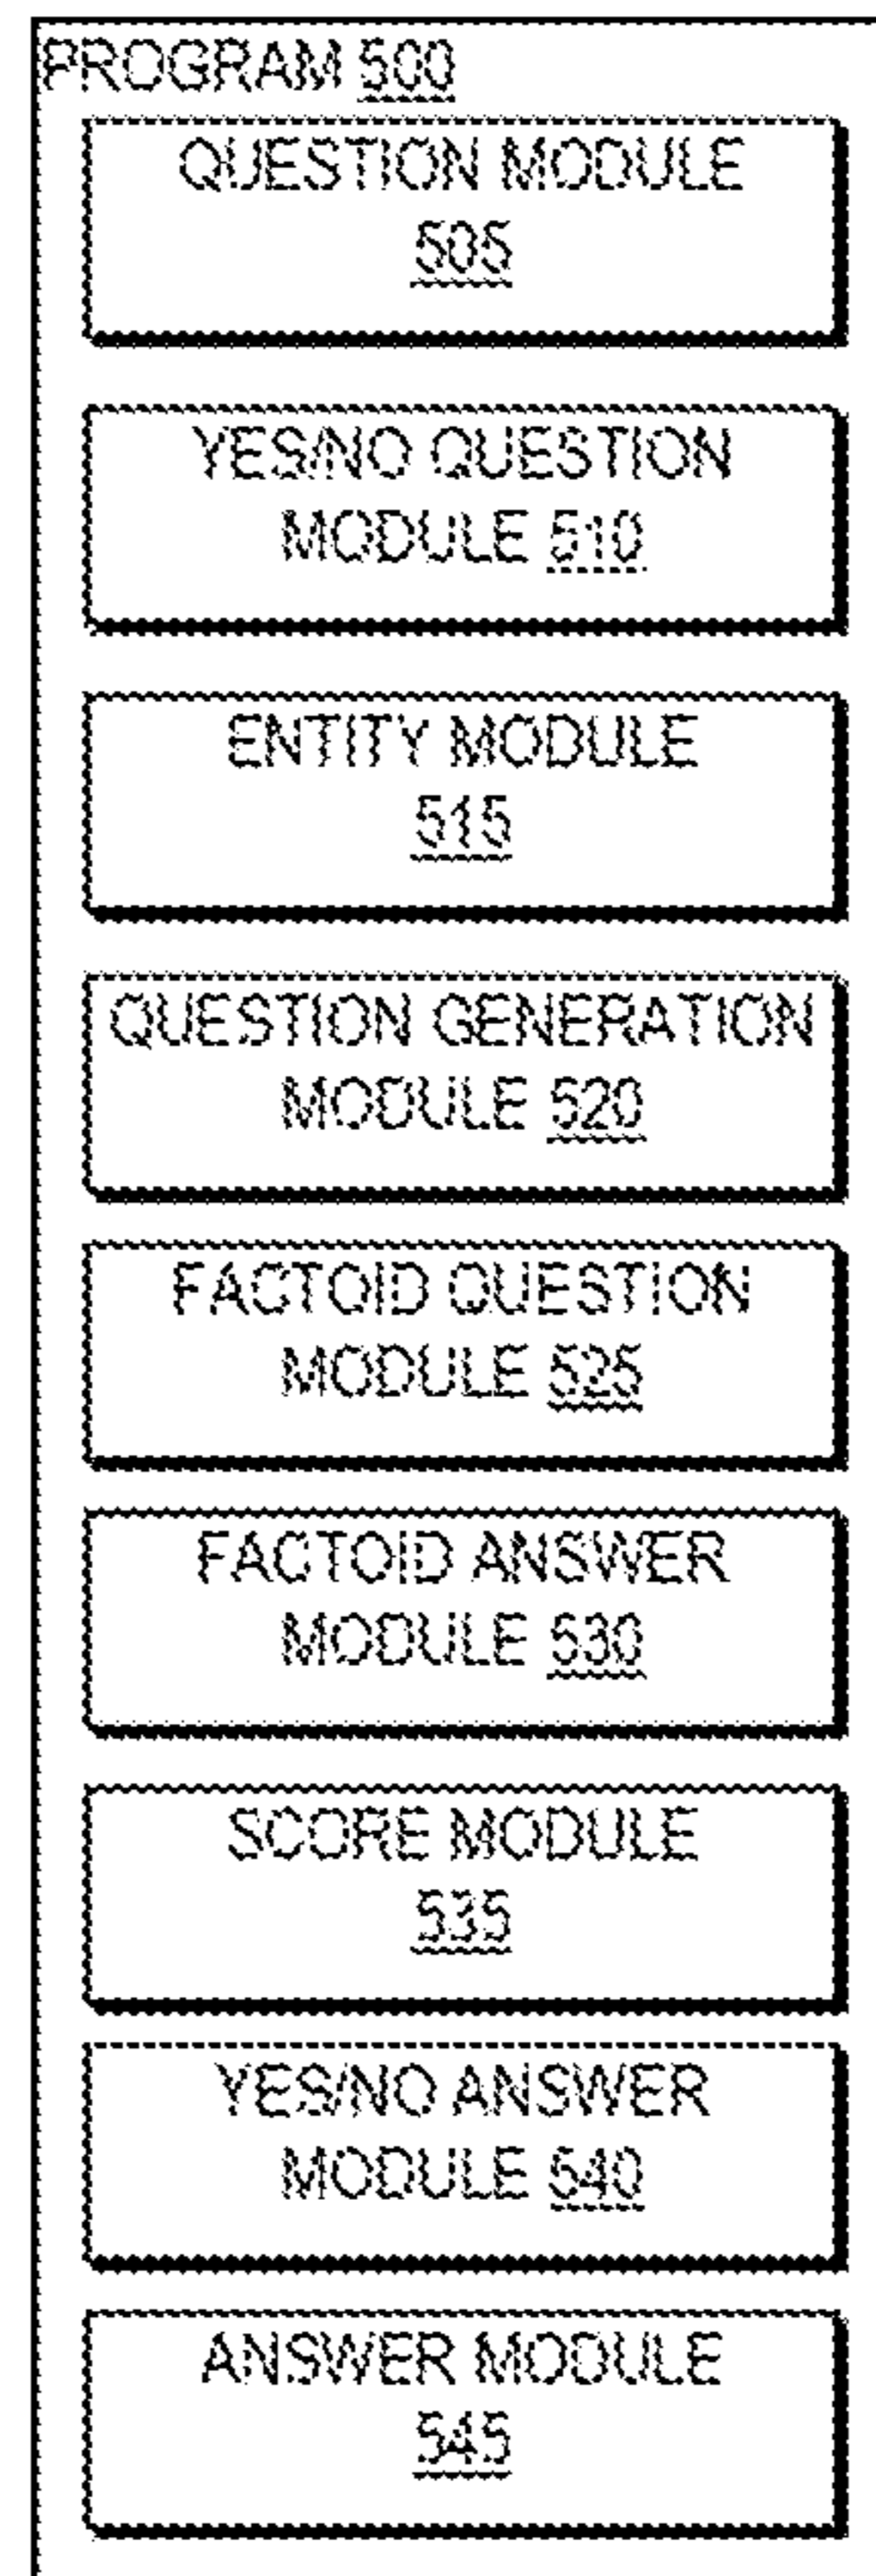 PROGRAM 500
QUESTION MODULE
505
YES/NO QUESTION
MODULE 510
ENTITY MODULE
515
QUESTION GENERATION
MODULE 520
FACTOID QUESTION
MODULE 525
FACTOID ANSWER
MODULE 530
SCORE MODULE
535
YES/NO ANSWER
MODULE 540
ANSWER MODULE
545